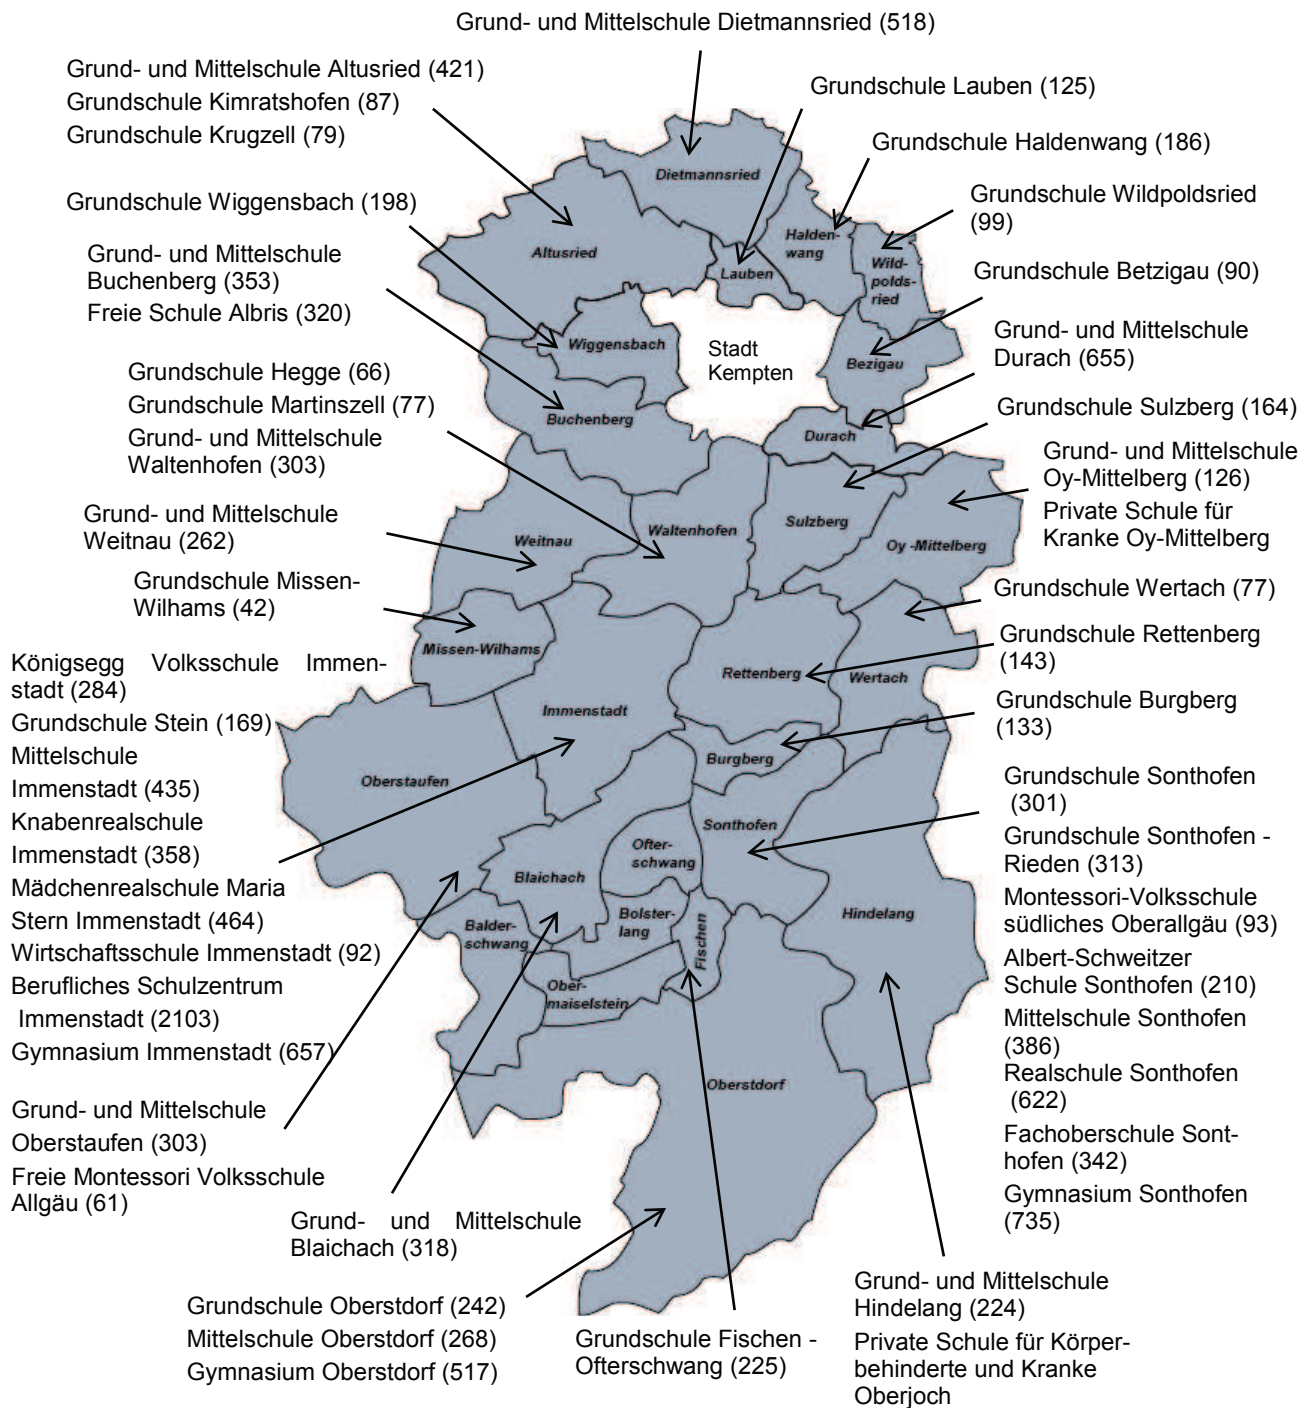 Grund- und Mittelschule Dietmannsried (518)
Grund- und Mittelschule Altusried (421)
Grundschule Kimratshofen (87)
Grundschule Krugzell (79)
Grundschule Lauben (125)
Grundschule Haldenwang (186)
Grundschule Wiggensbach (198)
Grundschule Wildpoldsried
(99)
Grund- und Mittelschule
Buchenberg (353)
Freie Schule Albris (320)
Grundschule Betzigau (90)
Grund- und Mittelschule
Durach (655)
Grundschule Hegge (66)
Grundschule Martinszell (77)
Grund- und Mittelschule
Waltenhofen (303)
Grundschule Sulzberg (164)
Grund- und Mittelschule
Oy-Mittelberg (126)
Private Schule für
Kranke Oy-Mittelberg
Grund- und Mittelschule
Weitnau (262)
Grundschule Missen-
Wilhams (42)
Grundschule Wertach (77)
Grundschule Rettenberg
(143)
Grundschule Burgberg
(133)
Königsegg Volksschule Immen-
stadt (284)
Grundschule Stein (169)
Mittelschule
Immenstadt (435)
Knabenrealschule
Immenstadt (358)
Mädchenrealschule Maria
Stern Immenstadt (464)
Wirtschaftsschule Immenstadt (92)
Berufliches Schulzentrum
Immenstadt (2103)
Gymnasium Immenstadt (657)
Grundschule Sonthofen
(301)
Grundschule Sonthofen -
Rieden (313)
Montessori-Volksschule
südliches Oberallgäu (93)
Albert-Schweitzer
Schule Sonthofen (210)
Mittelschule Sonthofen
(386)
Realschule Sonthofen
(622)
Fachoberschule Sont-
hofen (342)
Gymnasium Sonthofen
(735)
Grund- und Mittelschule
Oberstaufen (303)
Freie Montessori Volksschule
Allgäu (61)
Grund- und Mittelschule
Blaichach (318)
Grundschule Oberstdorf (242)
Mittelschule Oberstdorf (268)
Gymnasium Oberstdorf (517)
Grundschule Fischen -
Ofterschwang (225)
Grund- und Mittelschule
Hindelang (224)
Private Schule für Körper-
behinderte und Kranke
Oberjoch
Dietmannsried
Altusried
Lauben
Halden-
wang
Wild-
polds-
ried
Wiggensbach
Stadt
Kempten
Bezigau
Buchenberg
Durach
Weitnau
Waltenhofen
Sulzberg
Oy -Mittelberg
Missen-Wilhams
Rettenberg
Wertach
Immenstadt
Burgberg
Oberstaufen
Sonthofen
Ofter-
schwang
Blaichach
Hindelang
Bolster-
lang
Balder-
schwang
Fischen
Ober-
maiselstein
Oberstdorf